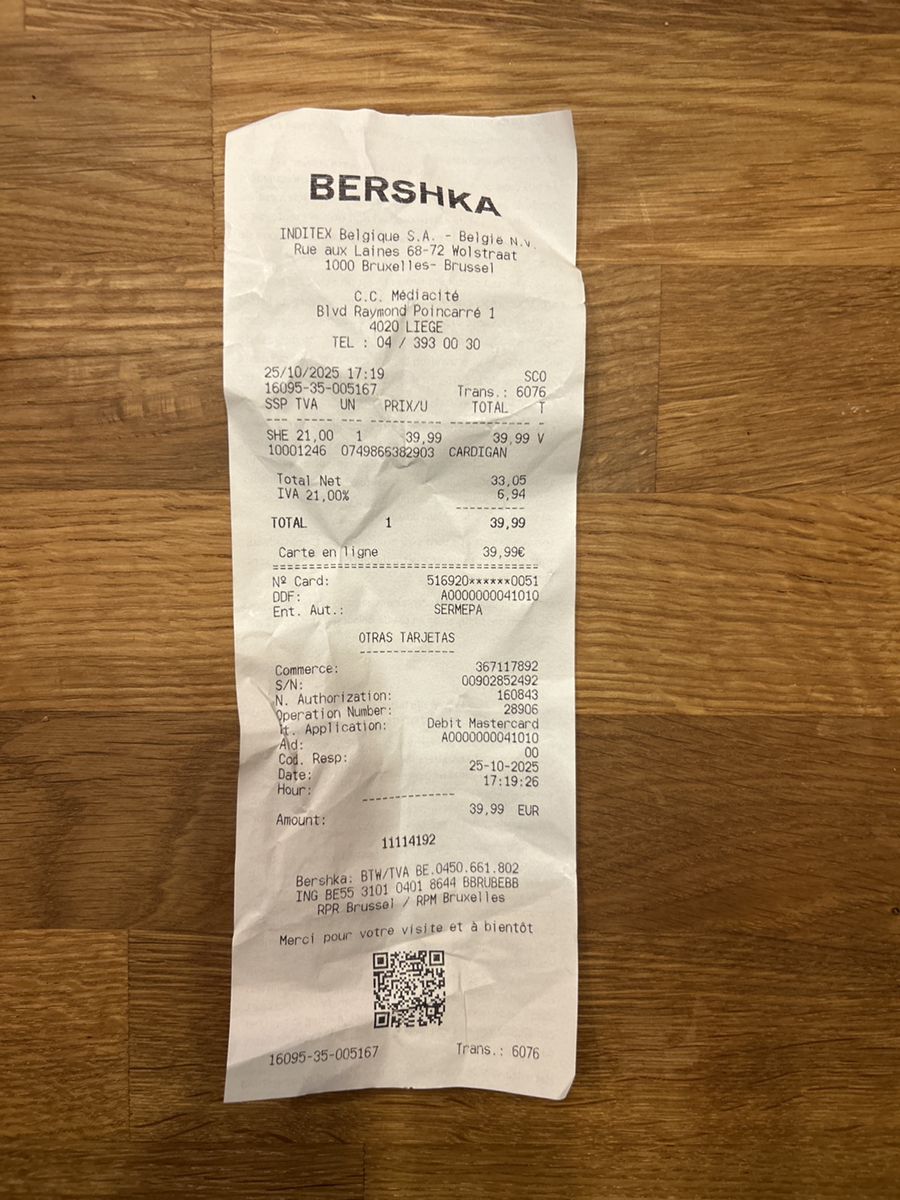 BERSHKA
INDITEX Belgique S.A. - België N.V.
Rue aux Laines 68-72 Wolstraat
1000 Bruxelles- Brussel
C.C. Médiacité
Blvd Raymond Poincarré 1
4020 LIEGE
TEL : 04 / 393 00 30
25/10/2025 17:19 SCO
16095-35-005167 Trans.: 6076
SSP TVA UN PRIX/U TOTAL T
--- --- --- ------- ---------- -
SHE 21,00 1 39,99 39,99 V
10001246 0749866382903 CARDIGAN
Total Net 33,05
IVA 21,00% 6,94
----------
TOTAL 1 39,99
Carte en ligne 39,99€
========================================
Nº Card: 516920******0051
DDF: A0000000041010
Ent. Aut.: SERMEPA
OTRAS TARJETAS
--------------
Commerce: 367117892
S/N: 00902852492
N. Authorization: 160843
Operation Number: 28906
t. Application: Debit Mastercard
Aid: A0000000041010
Cod. Resp: 00
Date: 25-10-2025
Hour: 17:19:26
--------------
Amount: 39,99 EUR
11114192
Bershka: BTW/TVA BE.0450.661.802
ING BE55 3101 0401 8644 BBRUBEBB
RPR Brussel / RPM Bruxelles
Merci pour votre visite et à bientôt
16095-35-005167 Trans.: 6076